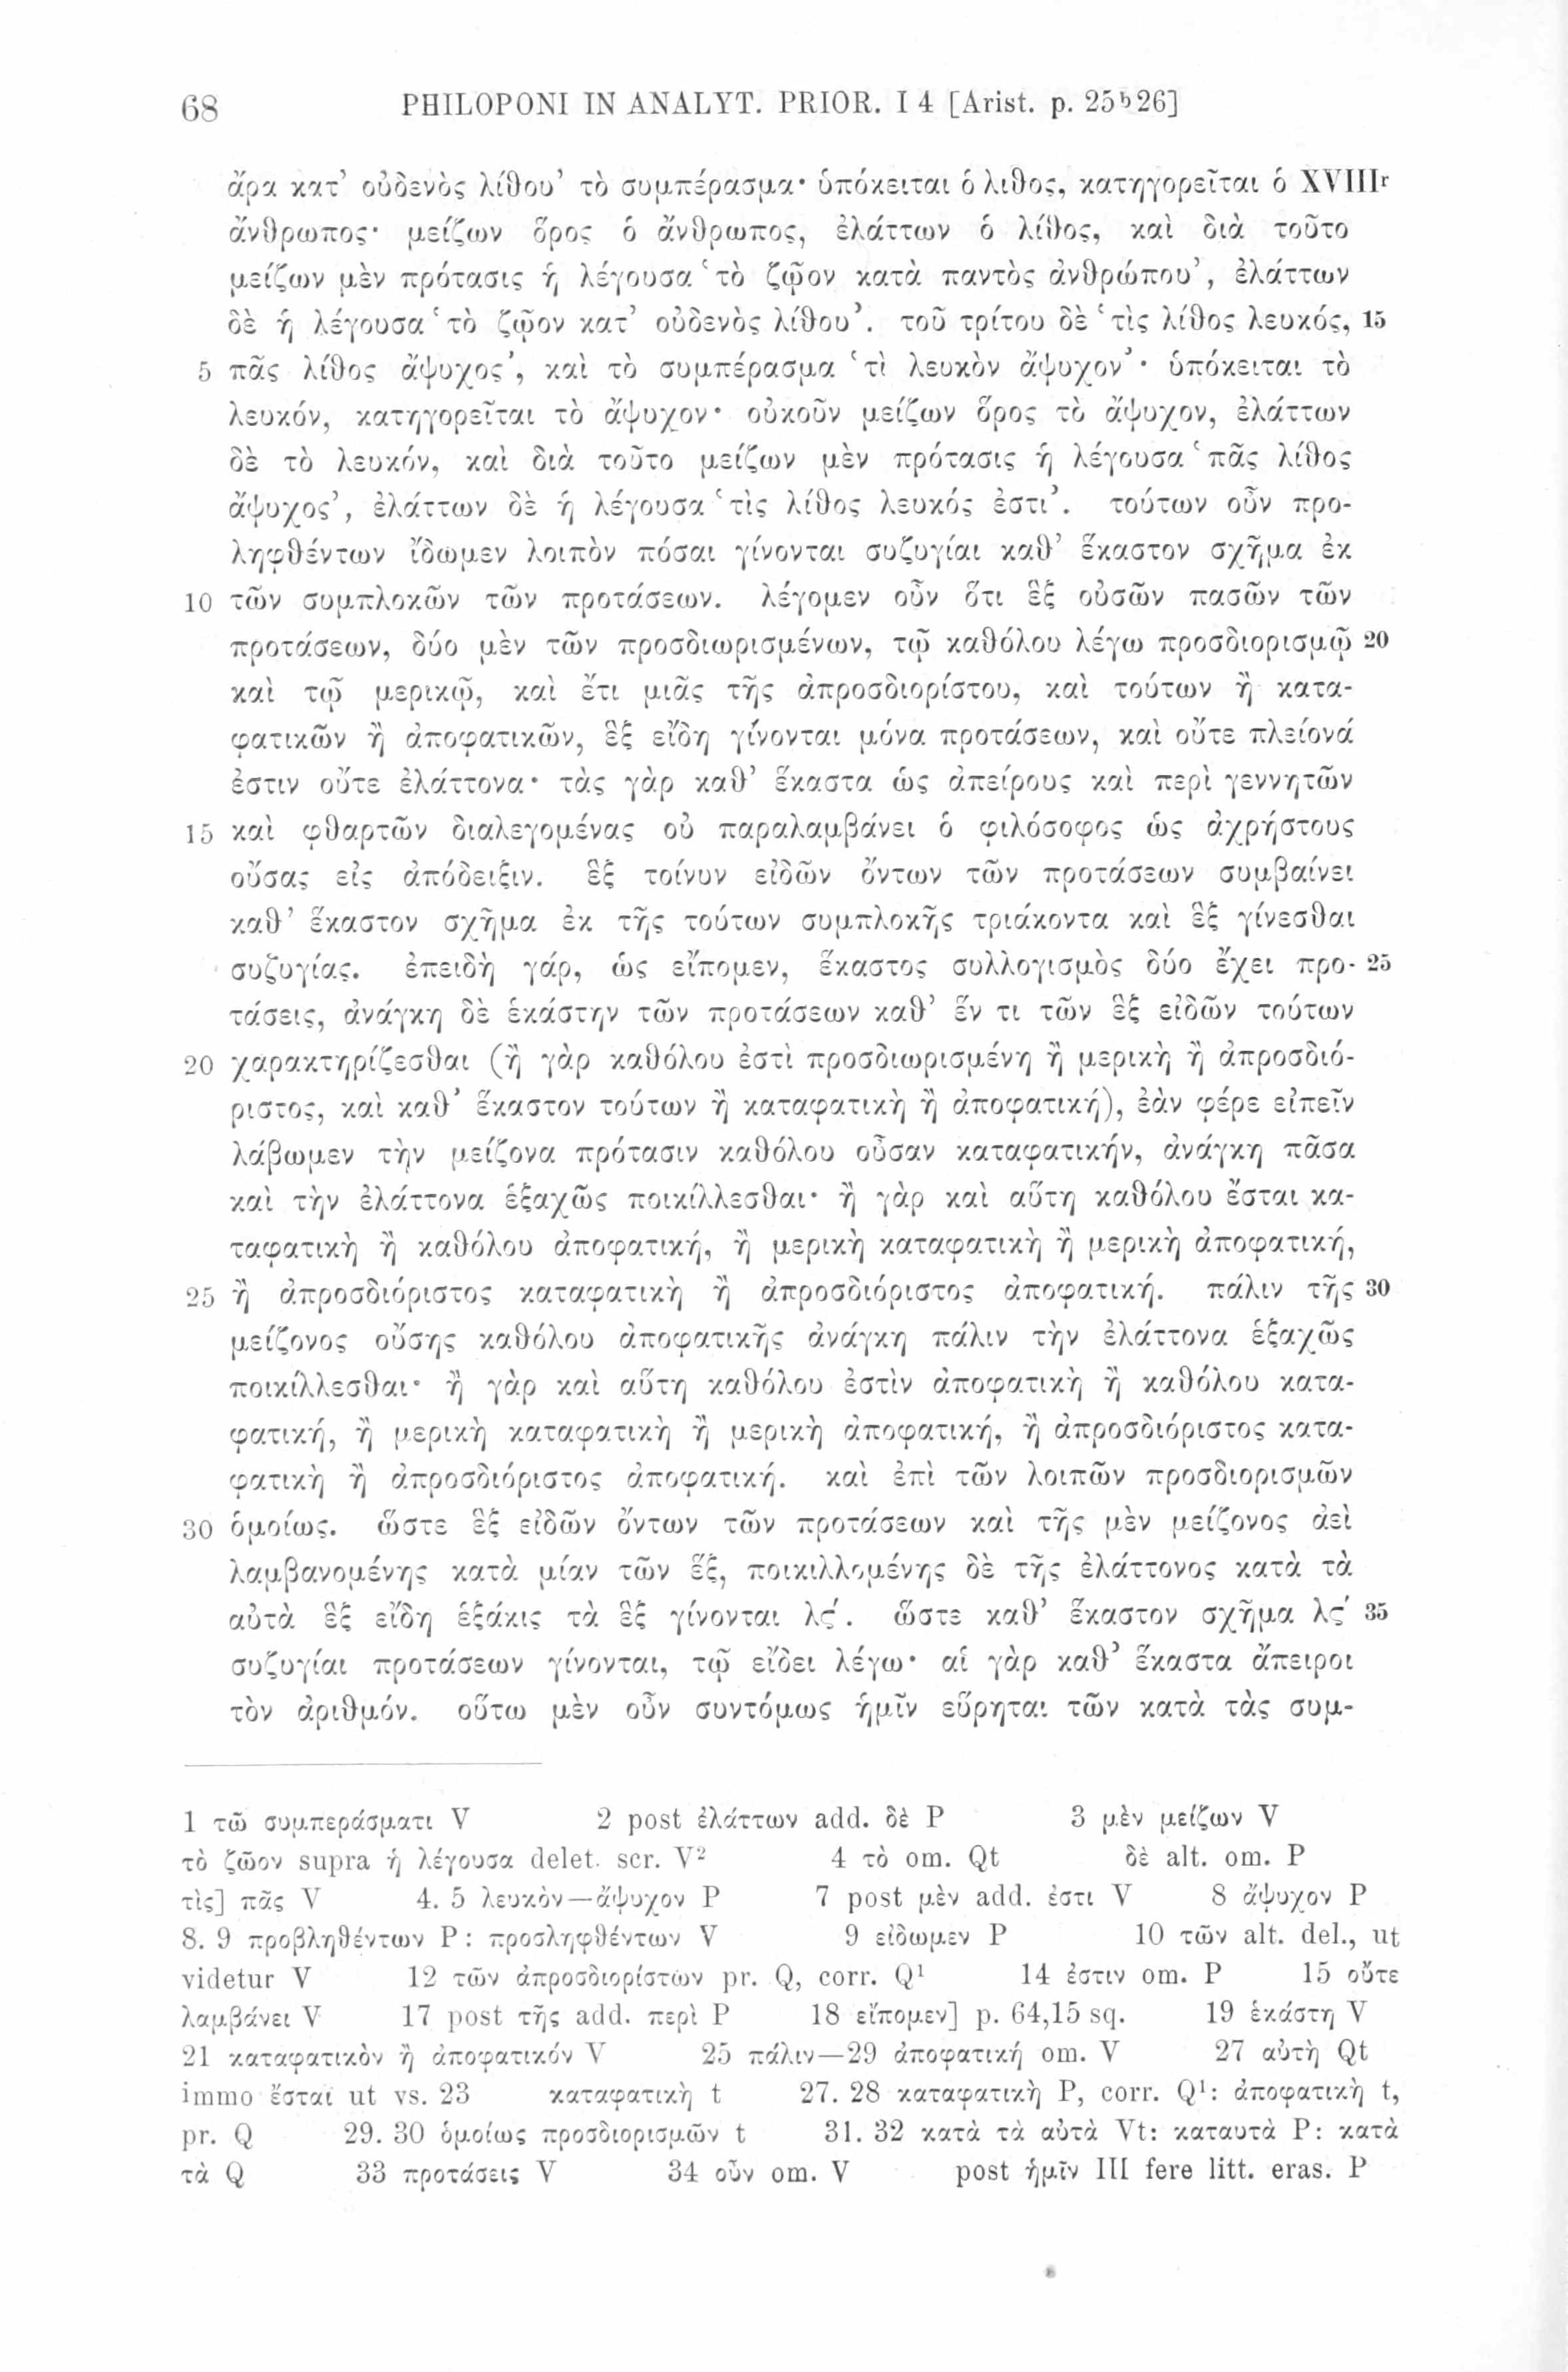 68 PHILOPONI IN ANALYT. PRIOR. I 4 [Arist. p. 25ᵇ26]
ἄρα κατ’ οὐδενὸς λίθου’ τὸ συμπέρασμα· ὑπόκειται ὁ λιθος, κατηγορεῖται ὁ XVIIIʳ
ἄνθρωπος· μείζων ὅρος ὁ ἄνθρωπος, ἐλάττων ὁ λίθος, καὶ διὰ τοῦτο
μείζων μὲν πρότασις ἡ λέγουσα ‘τὸ ζῷον κατὰ παντὸς ἀνθρώπου’, ἐλάττων
δὲ ἡ λέγουσα ‘τὸ ζῷον κατ’ οὐδενὸς λίθου’. τοῦ τρίτου δὲ ‘τὶς λίθος λευκός, 15
5 πᾶς λίθος ἄψυχος’, καὶ τὸ συμπέρασμα ‘τὶ λευκὸν ἄψυχον’· ὑπόκειται τὸ
λευκόν, κατηγορεῖται τὸ ἄψυχον· οὐκοῦν μείζων ὅρος τὸ ἄψυχον, ἐλάττων
δὲ τὸ λευκόν, καὶ διὰ τοῦτο μείζων μὲν πρότασις ἡ λέγουσα ‘πᾶς λίθος
ἄψυχος’, ἐλάττων δὲ ἡ λέγουσα ‘τὶς λίθος λευκός ἐστι’. τούτων οὖν προ-
ληφθέντων ἴδωμεν λοιπὸν πόσαι γίνονται συζυγίαι καθ’ ἕκαστον σχῆμα ἐκ
10 τῶν συμπλοκῶν τῶν προτάσεων. λέγομεν οὖν ὅτι ἓξ οὐσῶν πασῶν τῶν
προτάσεων, δύο μὲν τῶν προσδιωρισμένων, τῷ καθόλου λέγω προσδιορισμῷ 20
καὶ τῷ μερικῷ, καὶ ἔτι μιᾶς τῆς ἀπροσδιορίστου, καὶ τούτων ἢ κατα-
φατικῶν ἢ ἀποφατικῶν, ἓξ εἴδη γίνονται μόνα προτάσεων, καὶ οὔτε πλείονά
ἐστιν οὔτε ἐλάττονα· τὰς γὰρ καθ’ ἕκαστα ὡς ἀπείρους καὶ περὶ γεννητῶν
15 καὶ φθαρτῶν διαλεγομένας οὐ παραλαμβάνει ὁ φιλόσοφος ὡς ἀχρήστους
οὔσας εἰς ἀπόδειξιν. ἓξ τοίνυν εἰδῶν ὄντων τῶν προτάσεων συμβαίνει
καθ’ ἕκαστον σχῆμα ἐκ τῆς τούτων συμπλοκῆς τριάκοντα καὶ ἓξ γίνεσθαι
συζυγίας. ἐπειδὴ γάρ, ὡς εἴπομεν, ἕκαστος συλλογισμὸς δύο ἔχει προ- 25
τάσεις, ἀνάγκη δὲ ἑκάστην τῶν προτάσεων καθ’ ἕν τι τῶν ἓξ εἰδῶν τούτων
20 χαρακτηρίζεσθαι (ἢ γὰρ καθόλου ἐστὶ προσδιωρισμένη ἢ μερικὴ ἢ ἀπροσδιό-
ριστος, καὶ καθ’ ἕκαστον τούτων ἢ καταφατικὴ ἢ ἀποφατική), ἐὰν φέρε εἰπεῖν
λάβωμεν τὴν μείζονα πρότασιν καθόλου οὖσαν καταφατικήν, ἀνάγκη πᾶσα
καὶ τὴν ἐλάττονα ἑξαχῶς ποικίλλεσθαι· ἢ γὰρ καὶ αὕτη καθόλου ἔσται κα-
ταφατικὴ ἢ καθόλου ἀποφατική, ἢ μερικὴ καταφατικὴ ἢ μερικὴ ἀποφατική,
25 ἢ ἀπροσδιόριστος καταφατικὴ ἢ ἀπροσδιόριστος ἀποφατική. πάλιν τῆς 30
μείζονος οὔσης καθόλου ἀποφατικῆς ἀνάγκη πάλιν τὴν ἐλάττονα ἑξαχῶς
ποικίλλεσθαι· ἢ γὰρ καὶ αὕτη καθόλου ἐστὶν ἀποφατικὴ ἢ καθόλου κατα-
φατική, ἢ μερικὴ καταφατικὴ ἢ μερικὴ ἀποφατική, ἢ ἀπροσδιόριστος κατα-
φατικὴ ἢ ἀπροσδιόριστος ἀποφατική. καὶ ἐπὶ τῶν λοιπῶν προσδιορισμῶν
30 ὁμοίως. ὥστε ἓξ εἰδῶν ὄντων τῶν προτάσεων καὶ τῆς μὲν μείζονος ἀεὶ
λαμβανομένης κατὰ μίαν τῶν ἕξ, ποικιλλομένης δὲ τῆς ἐλάττονος κατὰ τὰ
αὐτὰ ἓξ εἴδη ἑξάκις τὰ ἓξ γίνονται λϛ′. ὥστε καθ’ ἕκαστον σχῆμα λϛ′ 35
συζυγίαι προτάσεων γίνονται, τῷ εἴδει λέγω· αἱ γὰρ καθ’ ἕκαστα ἄπειροι
τὸν ἀριθμόν. οὕτω μὲν οὖν συντόμως ἡμῖν εὕρηται τῶν κατὰ τὰς συμ-
1 τῶ συμπεράσματι V 2 post ἐλάττων add. δὲ P 3 μὲν μείζων V
τὸ ζῶον supra ἡ λέγουσα delet. scr. V² 4 τὸ om. Qt δὲ alt. om. P
τὶς] πᾶς V 4. 5 λευκὸν—ἄψυχον P 7 post μὲν add. ἐστι V 8 ἄψυχον P
8. 9 προβληθέντων P: προσληφθέντων V 9 εἰδωμεν P 10 τῶν alt. del., ut
videtur V 12 τῶν ἀπροσδιορίστων pr. Q, corr. Q¹ 14 ἐστιν om. P 15 οὔτε
λαμβάνει V 17 post τῆς add. περὶ P 18 εἴπομεν] p. 64,15 sq. 19 ἑκάστη V
21 καταφατικὸν ἢ ἀποφατικόν V 25 πάλιν—29 ἀποφατική om. V 27 αὐτὴ Qt
immo ἔσται ut vs. 23 καταφατικὴ t 27. 28 καταφατικὴ P, corr. Q¹: ἀποφατικὴ t,
pr. Q 29. 30 ὁμοίως προσδιορισμῶν t 31. 32 κατὰ τὰ αὐτὰ Vt: καταυτὰ P: κατὰ
τὰ Q 33 προτάσεις V 34 οὖν om. V post ἡμῖν III fere litt. eras. P